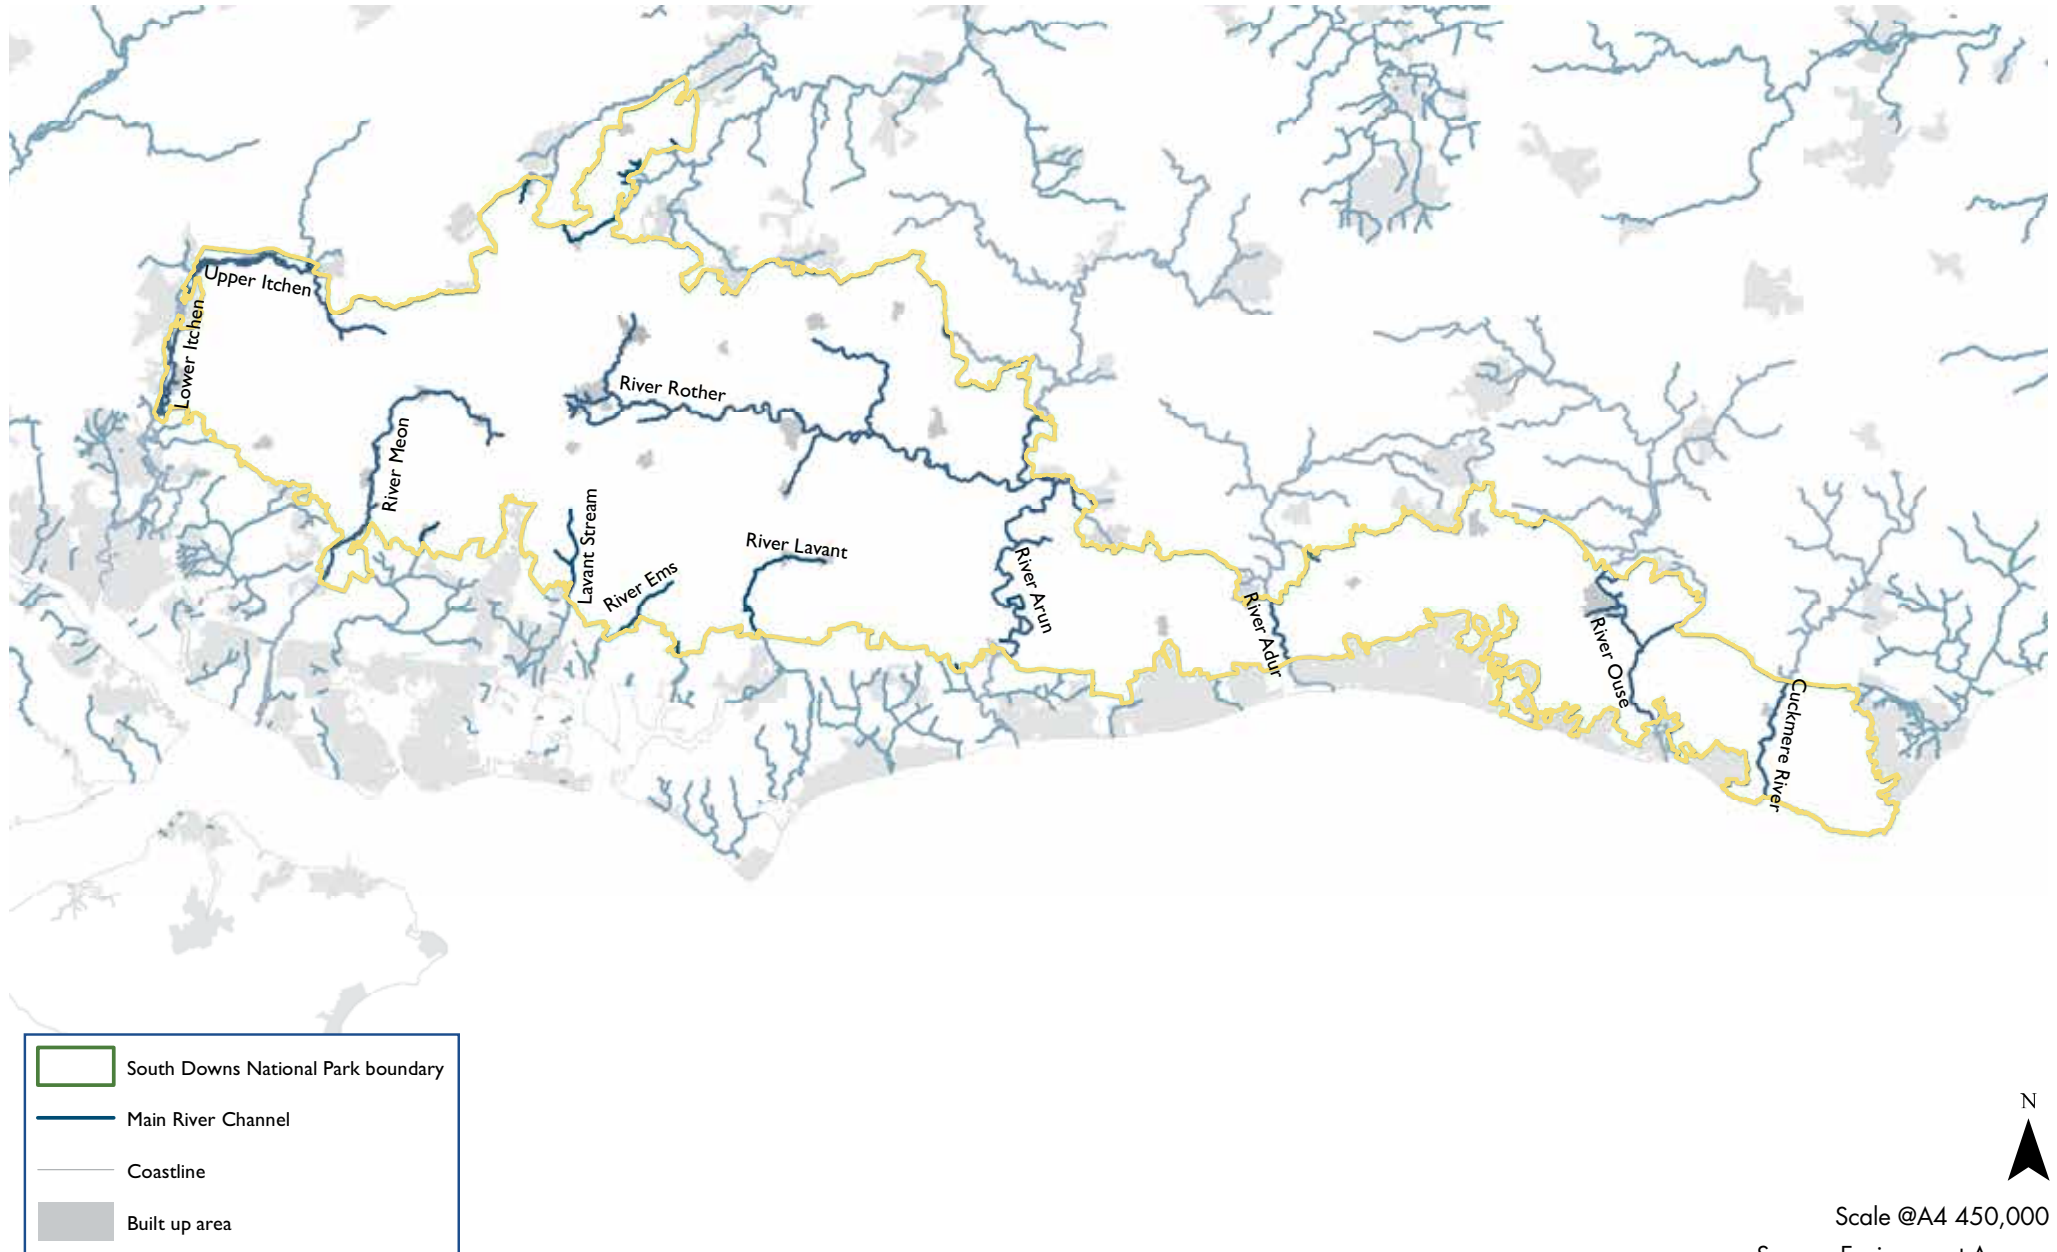 Upper Itchen
Lower Itchen
River Meon
River Rother
Lavant Stream
River Ems
River Lavant
River Arun
River Adur
River Ouse
Cuckmere River
South Downs National Park boundary
Main River Channel
Coastline
Built up area
N
Scale @A4 450,000